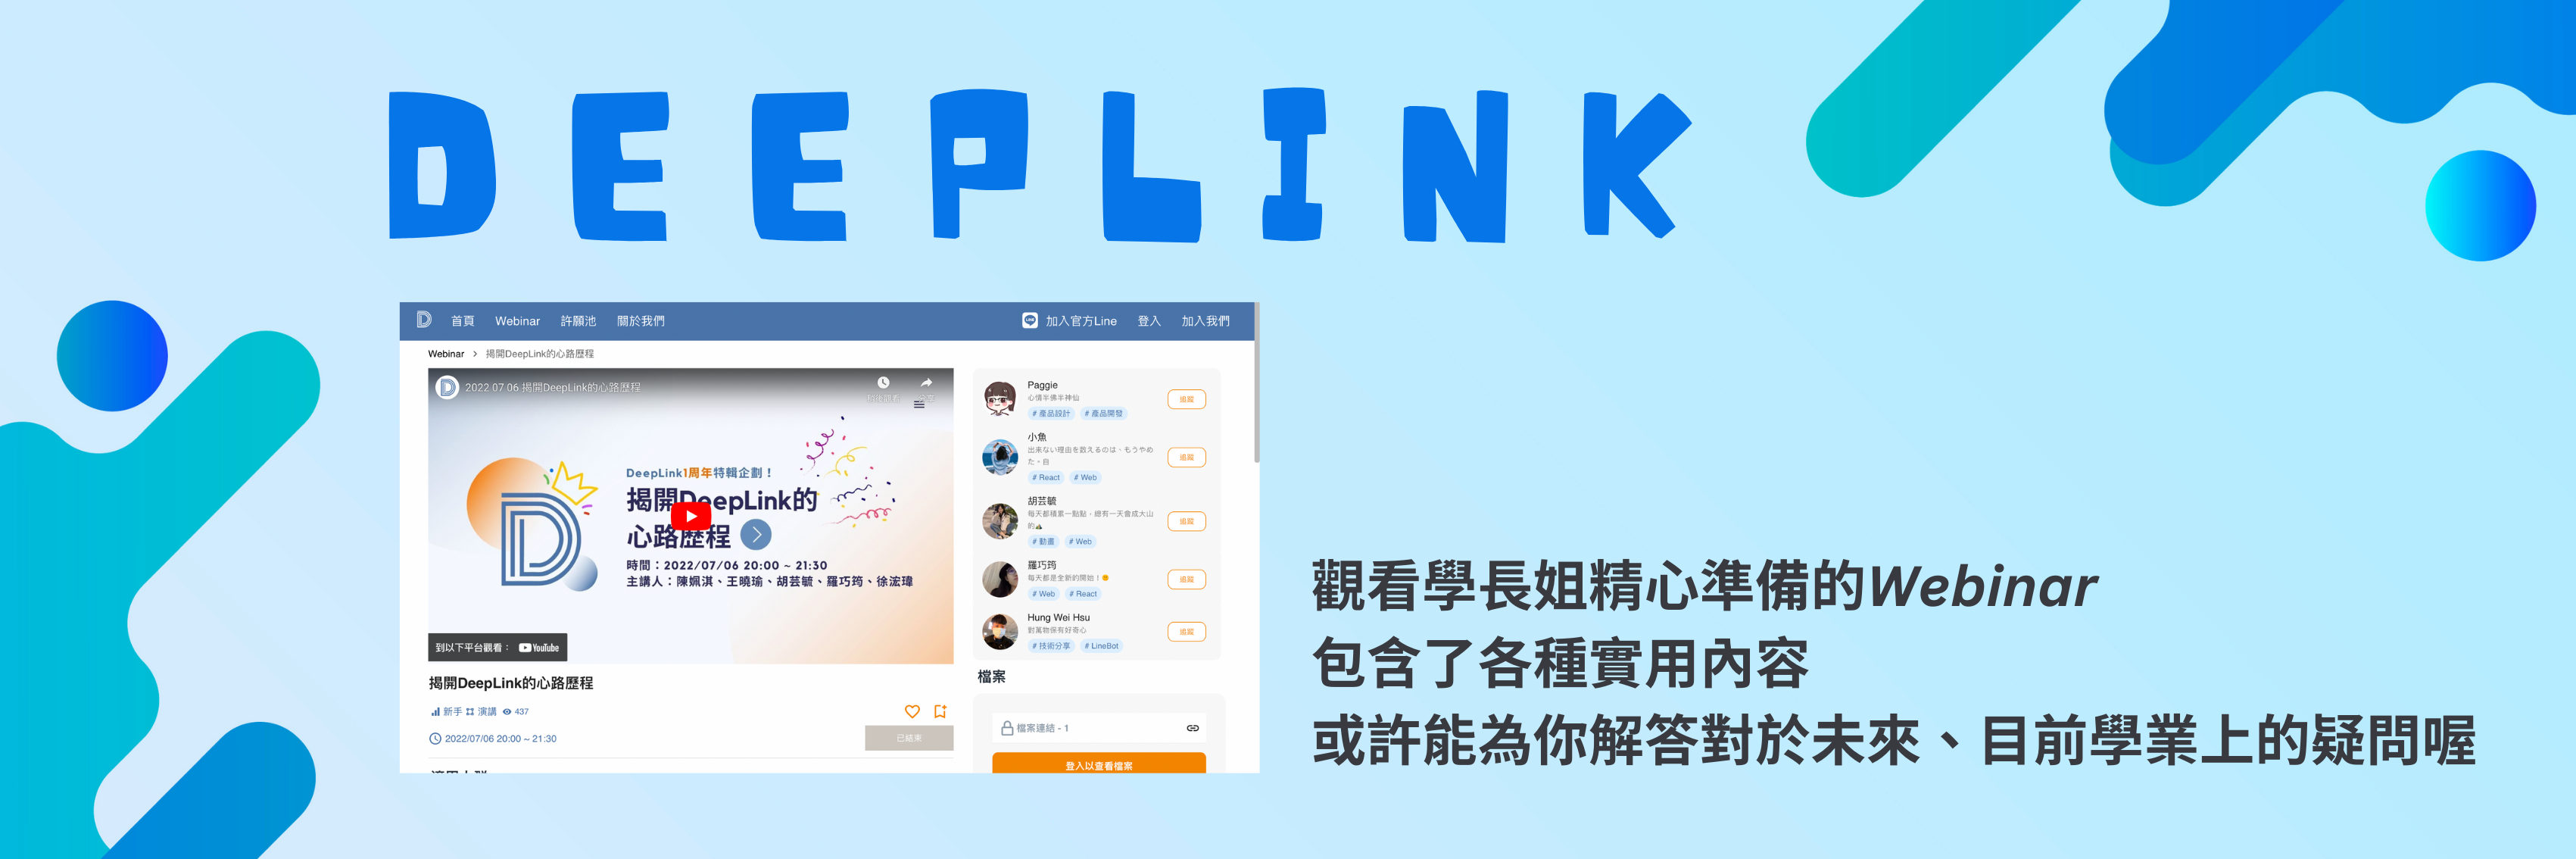 DEEPLINK
首頁 Webinar 許願池 關於我們 加入官方Line 登入 加入我們
Webinar > 揭開DeepLink的心路歷程
2022 07 06 揭開DeepLink的心路歷程
DeepLink1周年特輯企劃！
揭開DeepLink的
心路歷程
時間：2022/07/06 20:00 ~ 21:30
主講人：陳姵淇、王曉瑜、胡芸毓、羅巧筠、徐浤瑋
到以下平台觀看： YouTube
揭開DeepLink的心路歷程
新手 演講 437
2022/07/06 20:00 ~ 21:30
已結束
Paggie
心情半佛半神仙
# 產品設計 # 產品開發
追蹤
小魚
出来ない理由を数えるのは、もうやめ
た。自
# React # Web
追蹤
胡芸毓
每天都積累一點點，總有一天會成大山
的
# 動畫 # Web
追蹤
羅巧筠
每天都是全新的開始！
# Web # React
追蹤
Hung Wei Hsu
對萬物保有好奇心
# 技術分享 # LineBot
追蹤
檔案
檔案連結 - 1
登入以查看檔案
觀看學長姐精心準備的Webinar
包含了各種實用內容
或許能為你解答對於未來、目前學業上的疑問喔